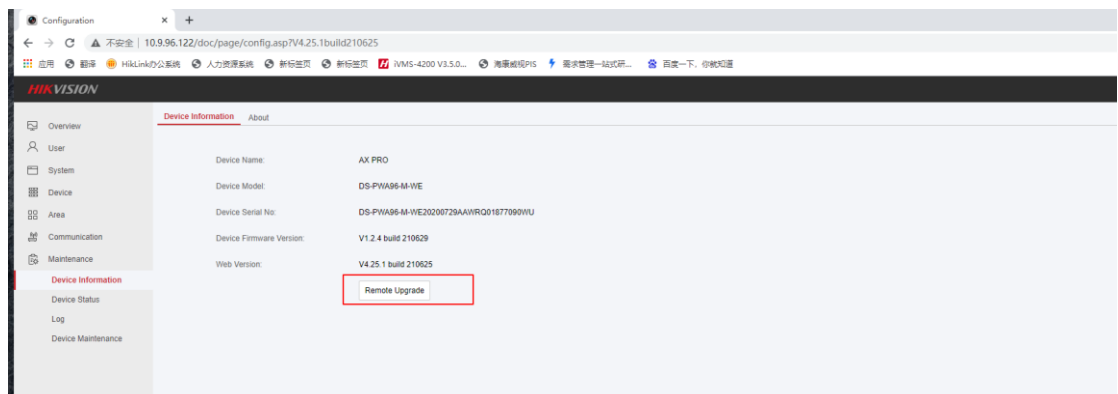 Configuration
不安全 | 10.9.96.122/doc/page/config.asp?V4.25.1build210625
应用 翻译 HikLink办公系统 人力资源系统 新标签页 新标签页 iVMS-4200 V3.5.0... 海康威视PIS 需求管理一站式研... 百度一下，你就知道
HIKVISION
Device Information About
Overview
User
System
Device
Area
Communication
Maintenance
Device Information
Device Status
Log
Device Maintenance
Device Name: AX PRO
Device Model: DS-PWA96-M-WE
Device Serial No: DS-PWA96-M-WE20200729AAWRQ01877090WU
Device Firmware Version: V1.2.4 build 210629
Web Version: V4.25.1 build 210625
Remote Upgrade